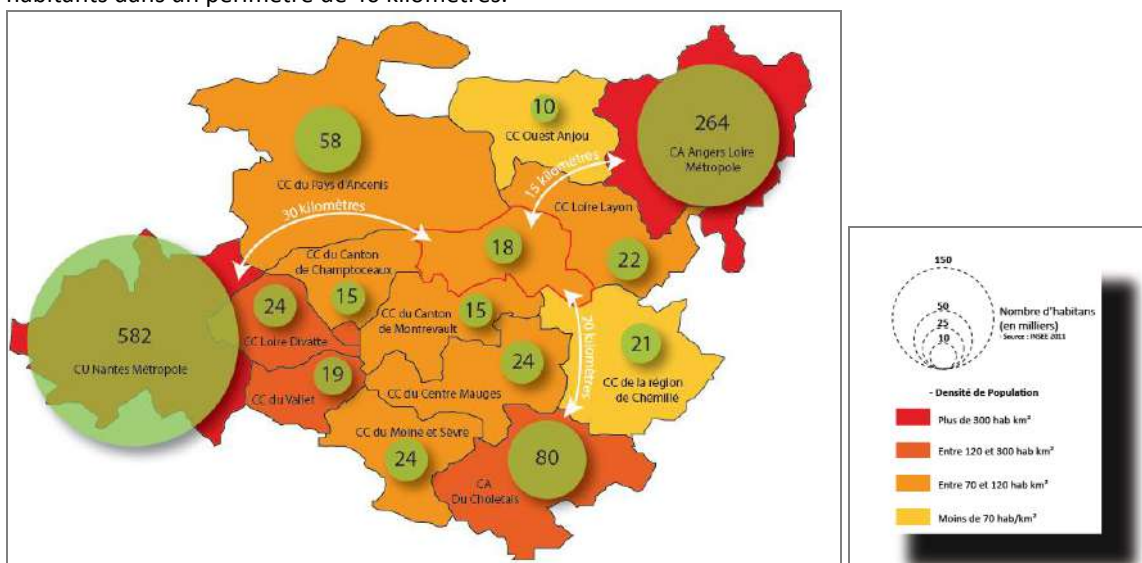 habitants dans un périmètre de 40 kilomètres.
10
CC Ouest Anjou
264
CA Angers Loire
Métropole
58
CC du Pays d'Ancenis
15 kilomètres
30 kilomètres
CC Loire Layon
18
22
CC du Canton
de Champtoceaux
15
CC du Canton
de Montrevault
15
24
CC Loire Divatte
582
CU Nantes Métropole
19
CC du Vallet
24
CC du Centre Mauges
20 kilomètres
21
CC de la région
de Chemillé
CC du Moine et Sèvre
24
80
CA
Du Choletais
150
50
25
10
Nombre d'habitans
(en milliers)
- Source : INSEE 2011
- Densité de Population
Plus de 300 hab km²
Entre 120 et 300 hab km²
Entre 70 et 120 hab km²
Moins de 70 hab/km²